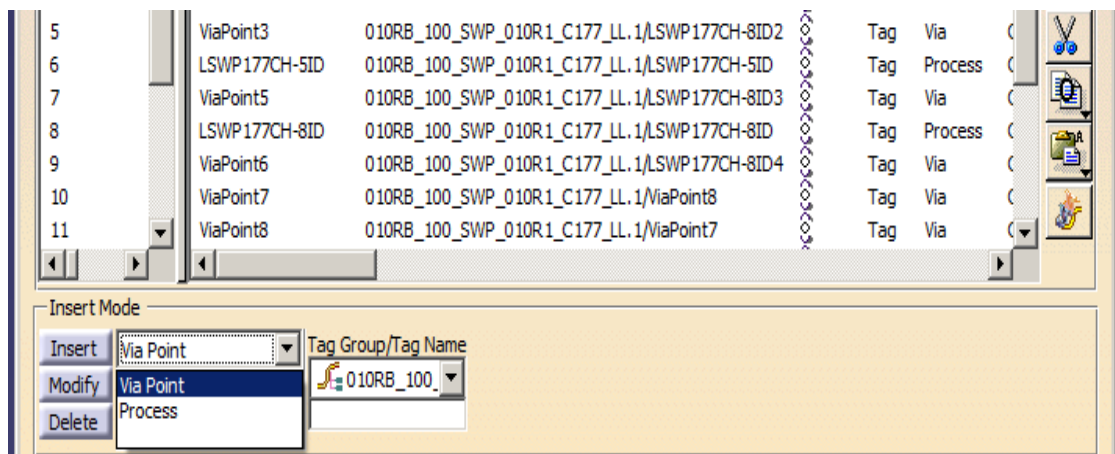 5 ViaPoint3 010RB_100_SWP_010R1_C177_LL.1/LSWP177CH-8ID2 Tag Via
6 LSWP177CH-5ID 010RB_100_SWP_010R1_C177_LL.1/LSWP177CH-5ID Tag Process
7 ViaPoint5 010RB_100_SWP_010R1_C177_LL.1/LSWP177CH-8ID3 Tag Via
8 LSWP177CH-8ID 010RB_100_SWP_010R1_C177_LL.1/LSWP177CH-8ID Tag Process
9 ViaPoint6 010RB_100_SWP_010R1_C177_LL.1/LSWP177CH-8ID4 Tag Via
10 ViaPoint7 010RB_100_SWP_010R1_C177_LL.1/ViaPoint8 Tag Via
11 ViaPoint8 010RB_100_SWP_010R1_C177_LL.1/ViaPoint7 Tag Via
Insert Mode
Insert Via Point Tag Group/Tag Name
Modify Via Point 010RB_100_
Delete Process